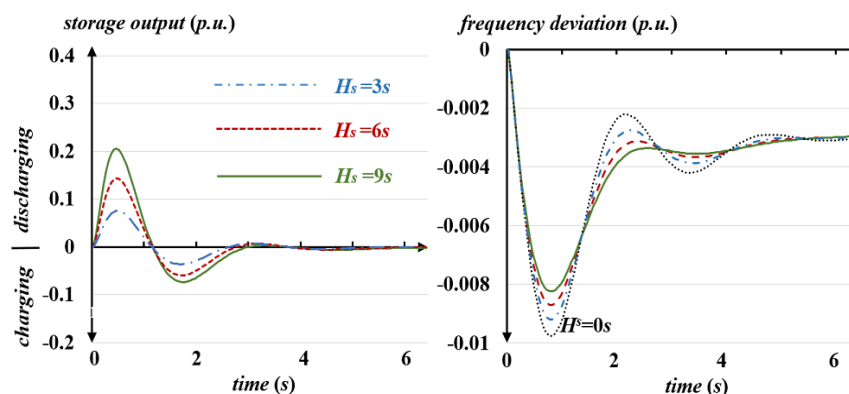 storage output (p.u.)
0.4
0.3
0.2
0.1
0
-0.1
-0.2
discharging
charging
Hs=3s
Hs=6s
Hs=9s
0
2
4
6
time (s)
frequency deviation (p.u.)
0
-0.002
-0.004
-0.006
-0.008
-0.01
Hs=0s
0
2
4
6
time (s)